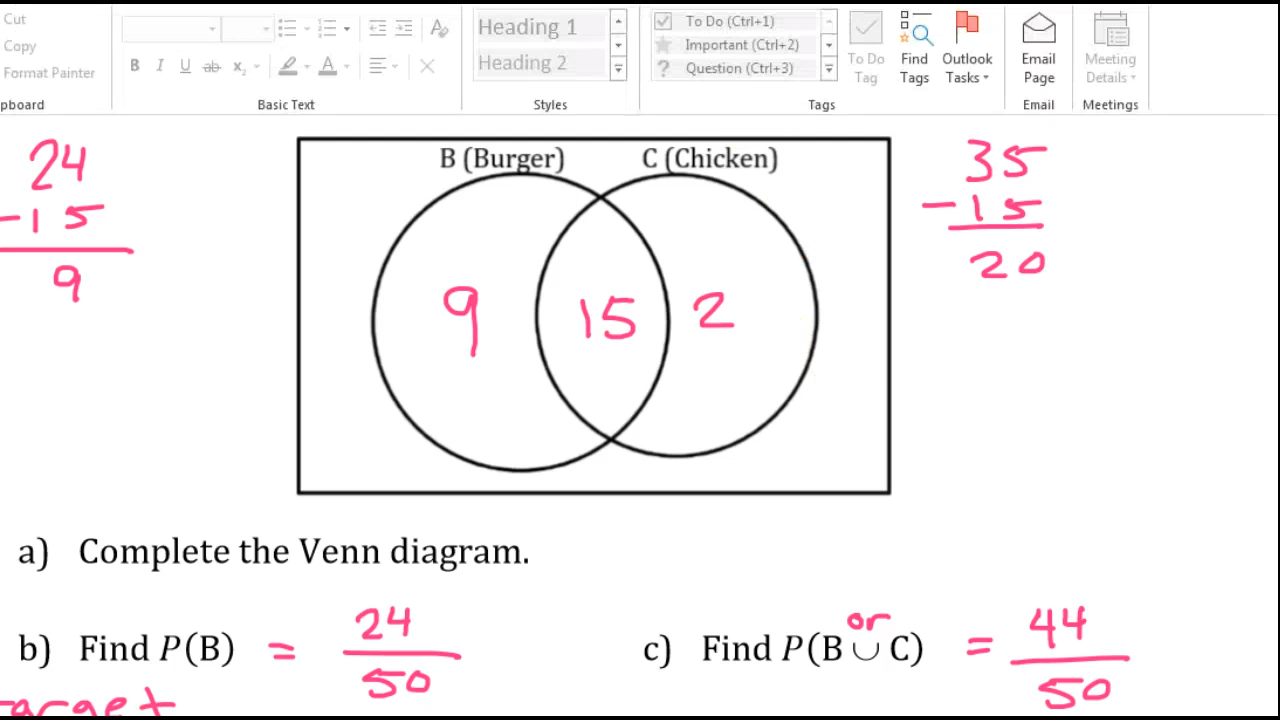 Cut
Copy
Format Painter
pboard
B I U ab x₂ A
Basic Text
Heading 1
Heading 2
Styles
To Do (Ctrl+1)
Important (Ctrl+2)
? Question (Ctrl+3)
Tags
To Do Tag
Find Tags
Outlook Tasks
Email Page
Email
Meeting Details
Meetings
24
-15
9
B (Burger) C (Chicken)
9 15 2
35
-15
20
a) Complete the Venn diagram.
b) Find P(B) = 24/50
or
c) Find P(B ∪ C) = 44/50
target